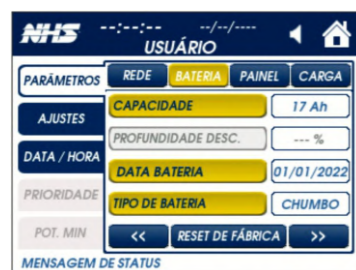 NHS --:--:-- --/--/----
USUÁRIO
PARÂMETROS REDE BATERIA PAINEL CARGA
CAPACIDADE 17 Ah
AJUSTES
PROFUNDIDADE DESC. --- %
DATA / HORA
DATA BATERIA 01/01/2022
PRIORIDADE
TIPO DE BATERIA CHUMBO
POT. MIN << RESET DE FÁBRICA >>
MENSAGEM DE STATUS